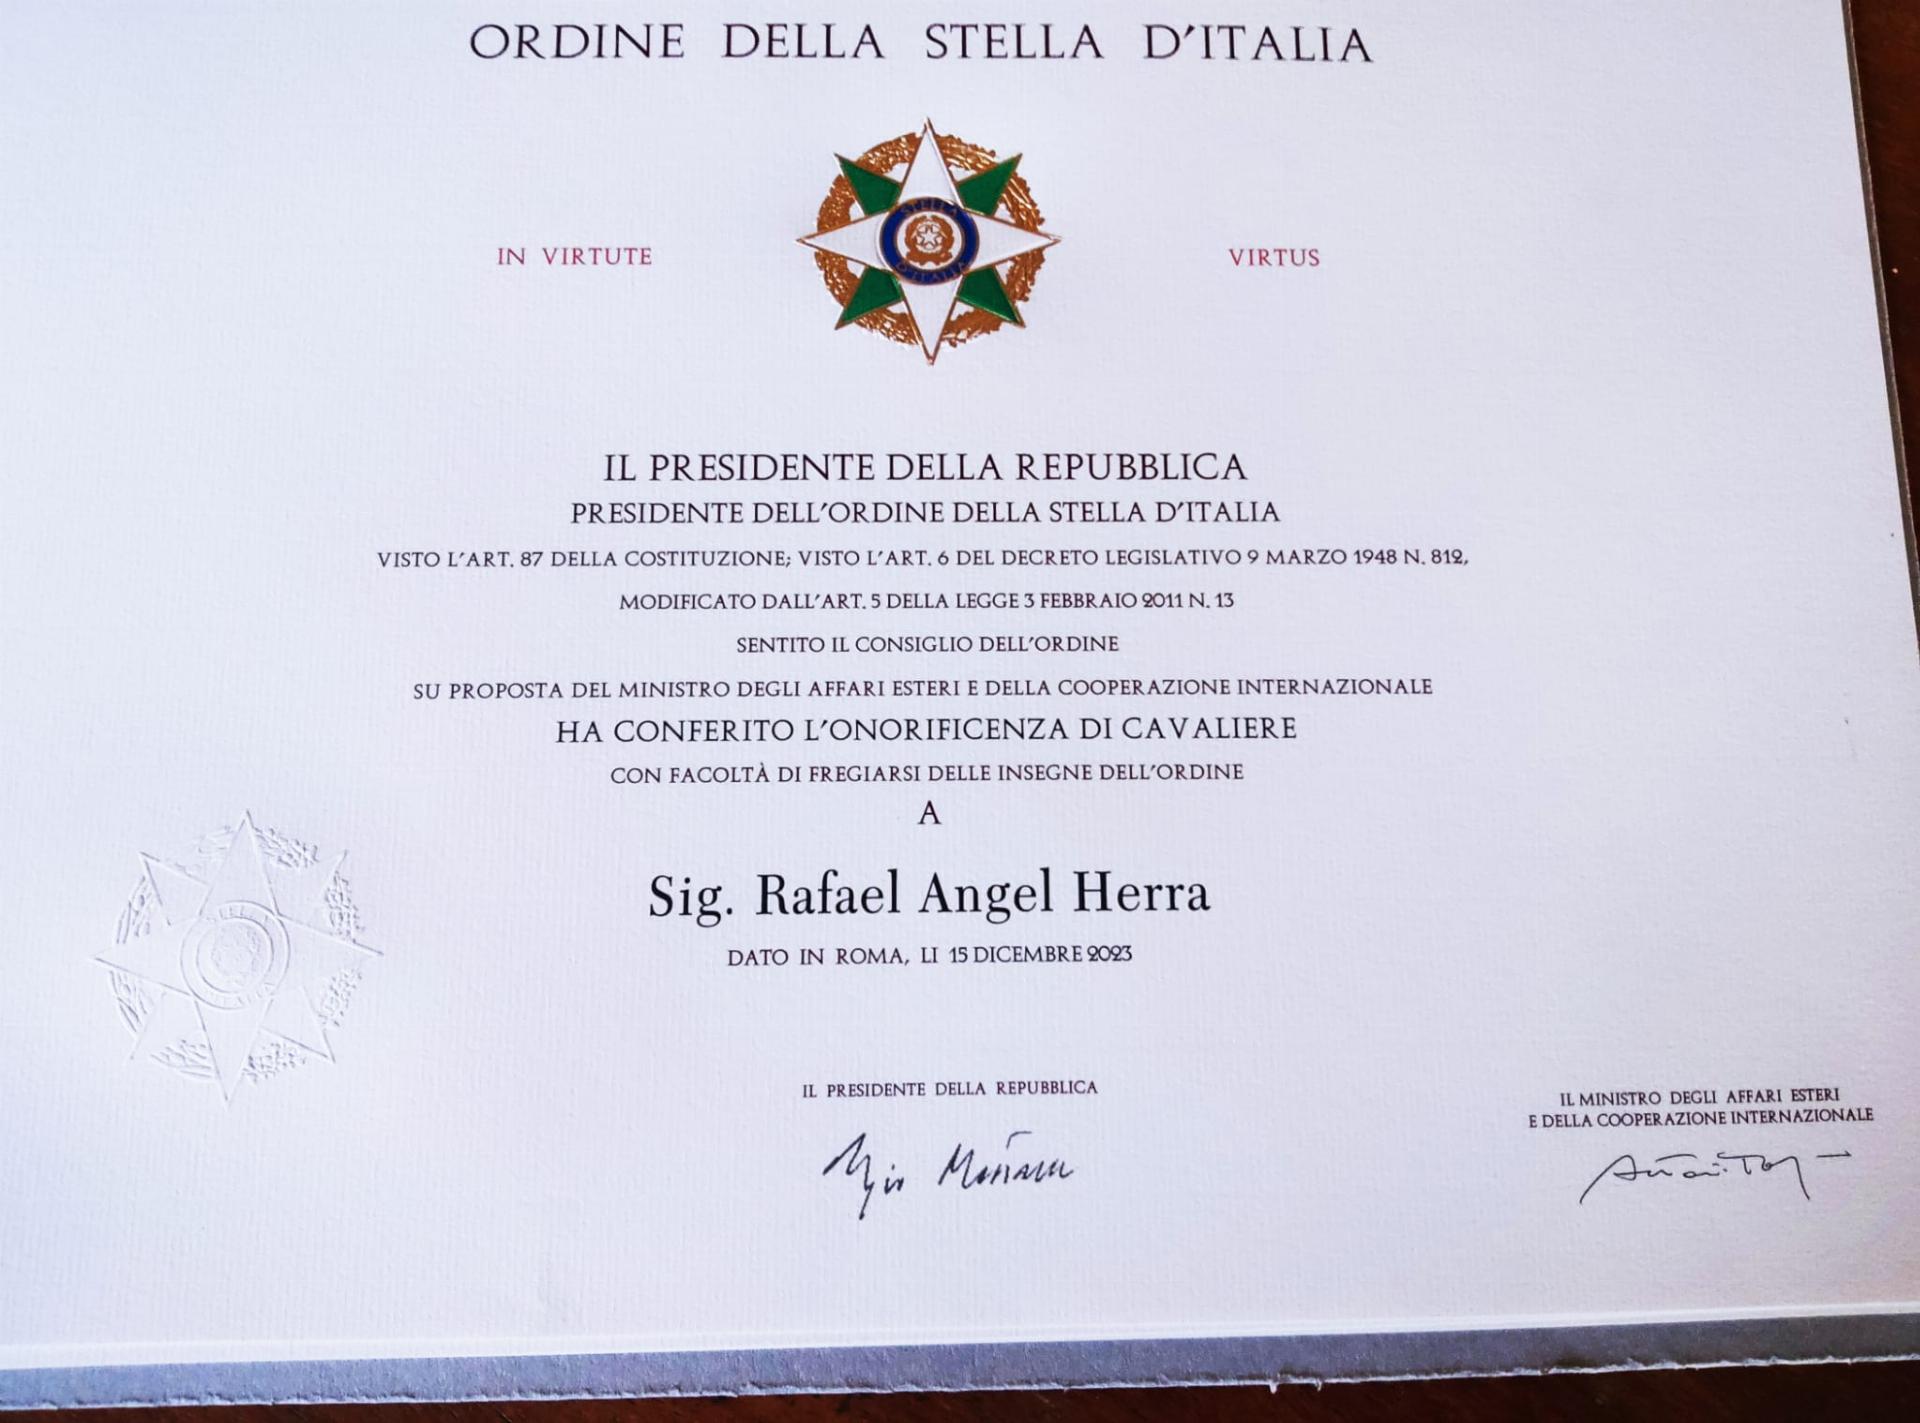 ORDINE DELLA STELLA D'ITALIA
STELLA
D'ITALIA
IN VIRTUTE
VIRTUS
IL PRESIDENTE DELLA REPUBBLICA
PRESIDENTE DELL'ORDINE DELLA STELLA D'ITALIA
VISTO L'ART. 87 DELLA COSTITUZIONE; VISTO L'ART. 6 DEL DECRETO LEGISLATIVO 9 MARZO 1948 N. 812,
MODIFICATO DALL'ART. 5 DELLA LEGGE 3 FEBBRAIO 2011 N. 13
SENTITO IL CONSIGLIO DELL'ORDINE
SU PROPOSTA DEL MINISTRO DEGLI AFFARI ESTERI E DELLA COOPERAZIONE INTERNAZIONALE
HA CONFERITO L'ONORIFICENZA DI CAVALIERE
CON FACOLTÀ DI FREGIARSI DELLE INSEGNE DELL'ORDINE
A
Sig. Rafael Angel Herra
DATO IN ROMA, LI 15 DICEMBRE 2023
STELLA
D'ITALIA
IL PRESIDENTE DELLA REPUBBLICA
IL MINISTRO DEGLI AFFARI ESTERI
E DELLA COOPERAZIONE INTERNAZIONALE